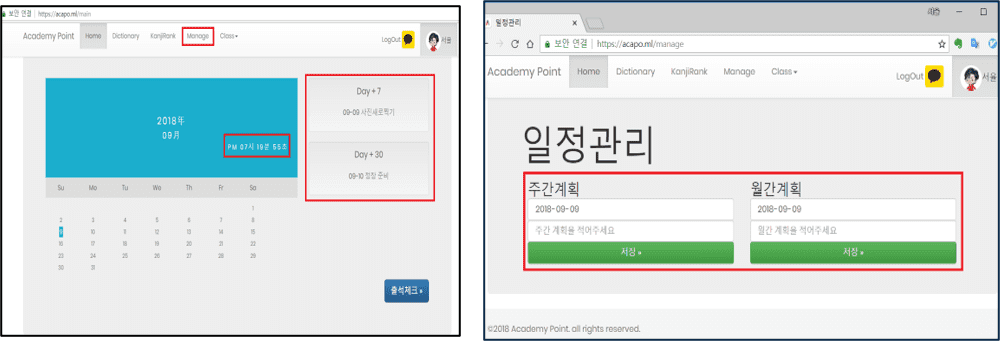 보안 연결 https://acapo.ml/main
Academy Point Home Dictionary KanjiRank Manage Class LogOut 서율
2018年
09月
PM 07시 19분 55초
Su Mo Tu We Th Fr Sa
1
2 3 4 5 6 7 8
9 10 11 12 13 14 15
16 17 18 19 20 21 22
23 24 25 26 27 28 29
30 31
Day + 7
09-09 사진새로찍기
Day + 30
09-10 정장 준비
출석체크 »
일정관리
보안 연결 https://acapo.ml/manage
Academy Point Home Dictionary KanjiRank Manage Class LogOut 서율
일정관리
주간계획
2018-09-09
주간 계획을 적어주세요
저장 »
월간계획
2018-09-09
월간 계획을 적어주세요
저장 »
©2018 Academy Point. all rights reserved.